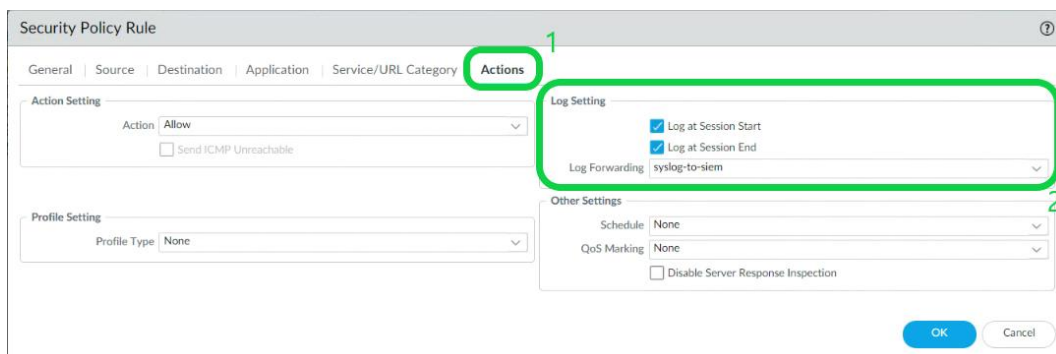 Security Policy Rule
1
General | Source | Destination | Application | Service/URL Category | Actions
Action Setting
Action Allow
Send ICMP Unreachable
Log Setting
Log at Session Start
Log at Session End
Log Forwarding syslog-to-siem
2
Profile Setting
Profile Type None
Other Settings
Schedule None
QoS Marking None
Disable Server Response Inspection
OK Cancel